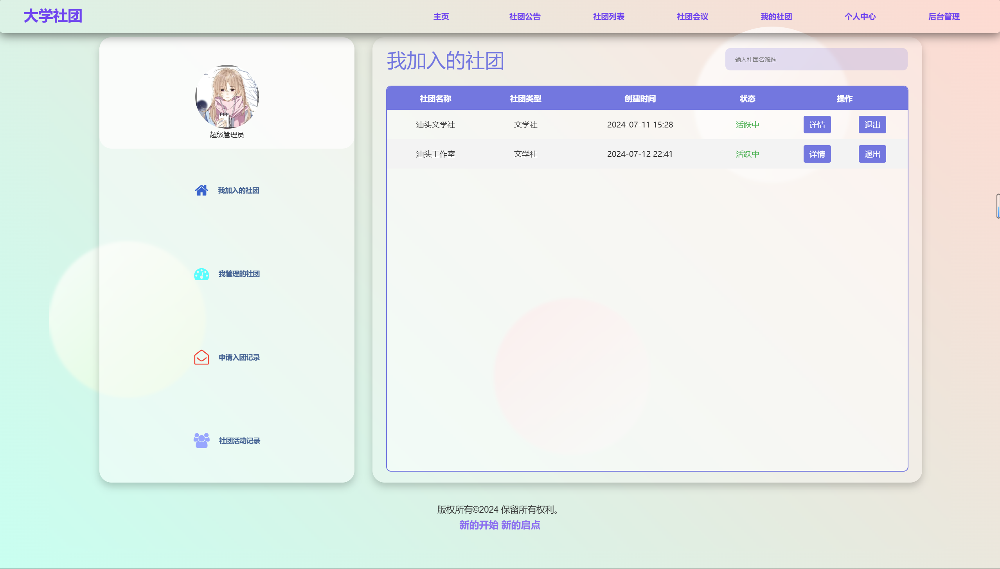 大学社团 主页 社团公告 社团列表 社团会议 我的社团 个人中心 后台管理
超级管理员
我加入的社团
我管理的社团
申请入团记录
社团活动记录
我加入的社团 输入社团名筛选
社团名称 社团类型 创建时间 状态 操作
汕头文学社 文学社 2024-07-11 15:28 活跃中 详情 退出
汕头工作室 文学社 2024-07-12 22:41 活跃中 详情 退出
版权所有©2024 保留所有权利。
新的开始 新的启点